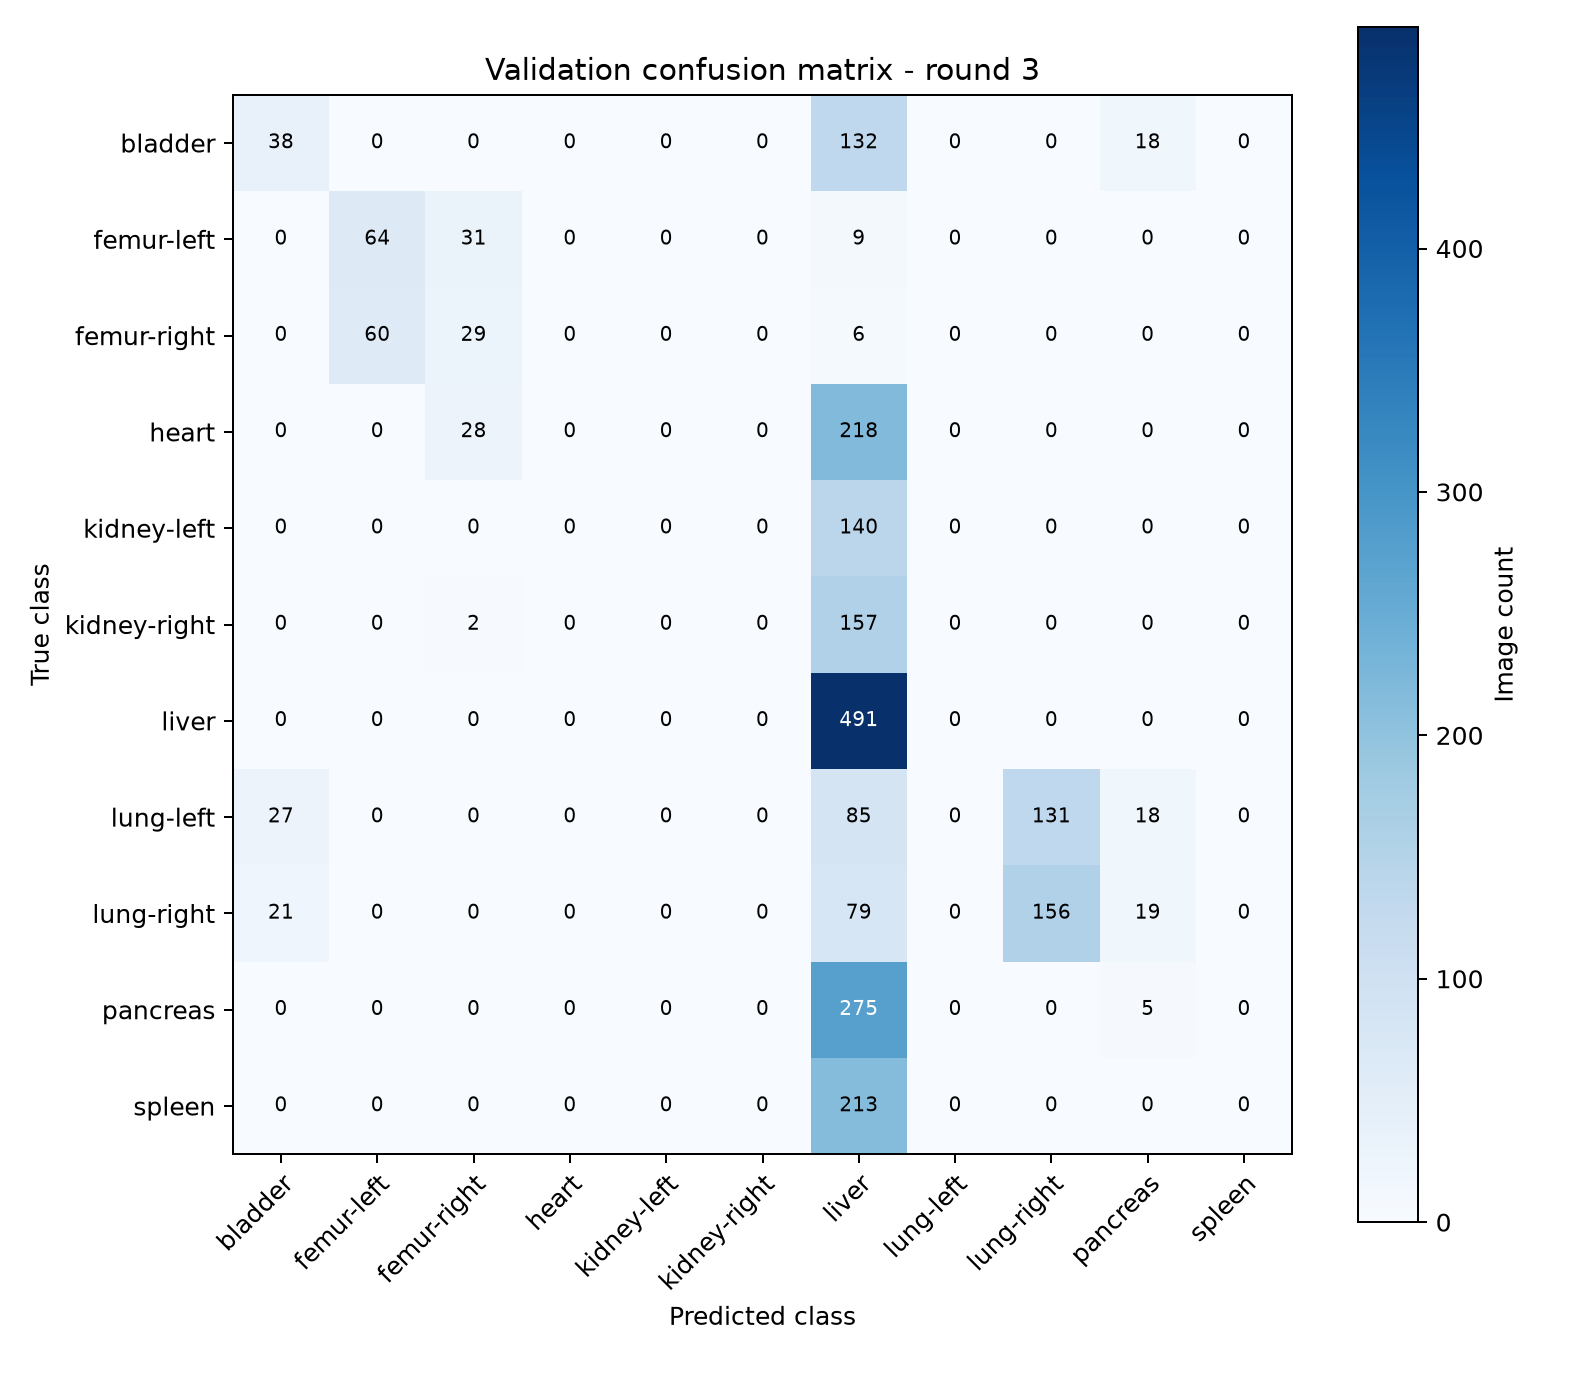 Validation confusion matrix - round 3
bladder 38 0 0 0 0 0 132 0 0 18 0
femur-left 0 64 31 0 0 0 9 0 0 0 0
femur-right 0 60 29 0 0 0 6 0 0 0 0
heart 0 0 28 0 0 0 218 0 0 0 0
kidney-left 0 0 0 0 0 0 140 0 0 0 0
kidney-right 0 0 2 0 0 0 157 0 0 0 0
liver 0 0 0 0 0 0 491 0 0 0 0
lung-left 27 0 0 0 0 0 85 0 131 18 0
lung-right 21 0 0 0 0 0 79 0 156 19 0
pancreas 0 0 0 0 0 0 275 0 0 5 0
spleen 0 0 0 0 0 0 213 0 0 0 0
bladder femur-left femur-right heart kidney-left kidney-right liver lung-left lung-right pancreas spleen
Predicted class
True class
400
300
200
100
0
Image count